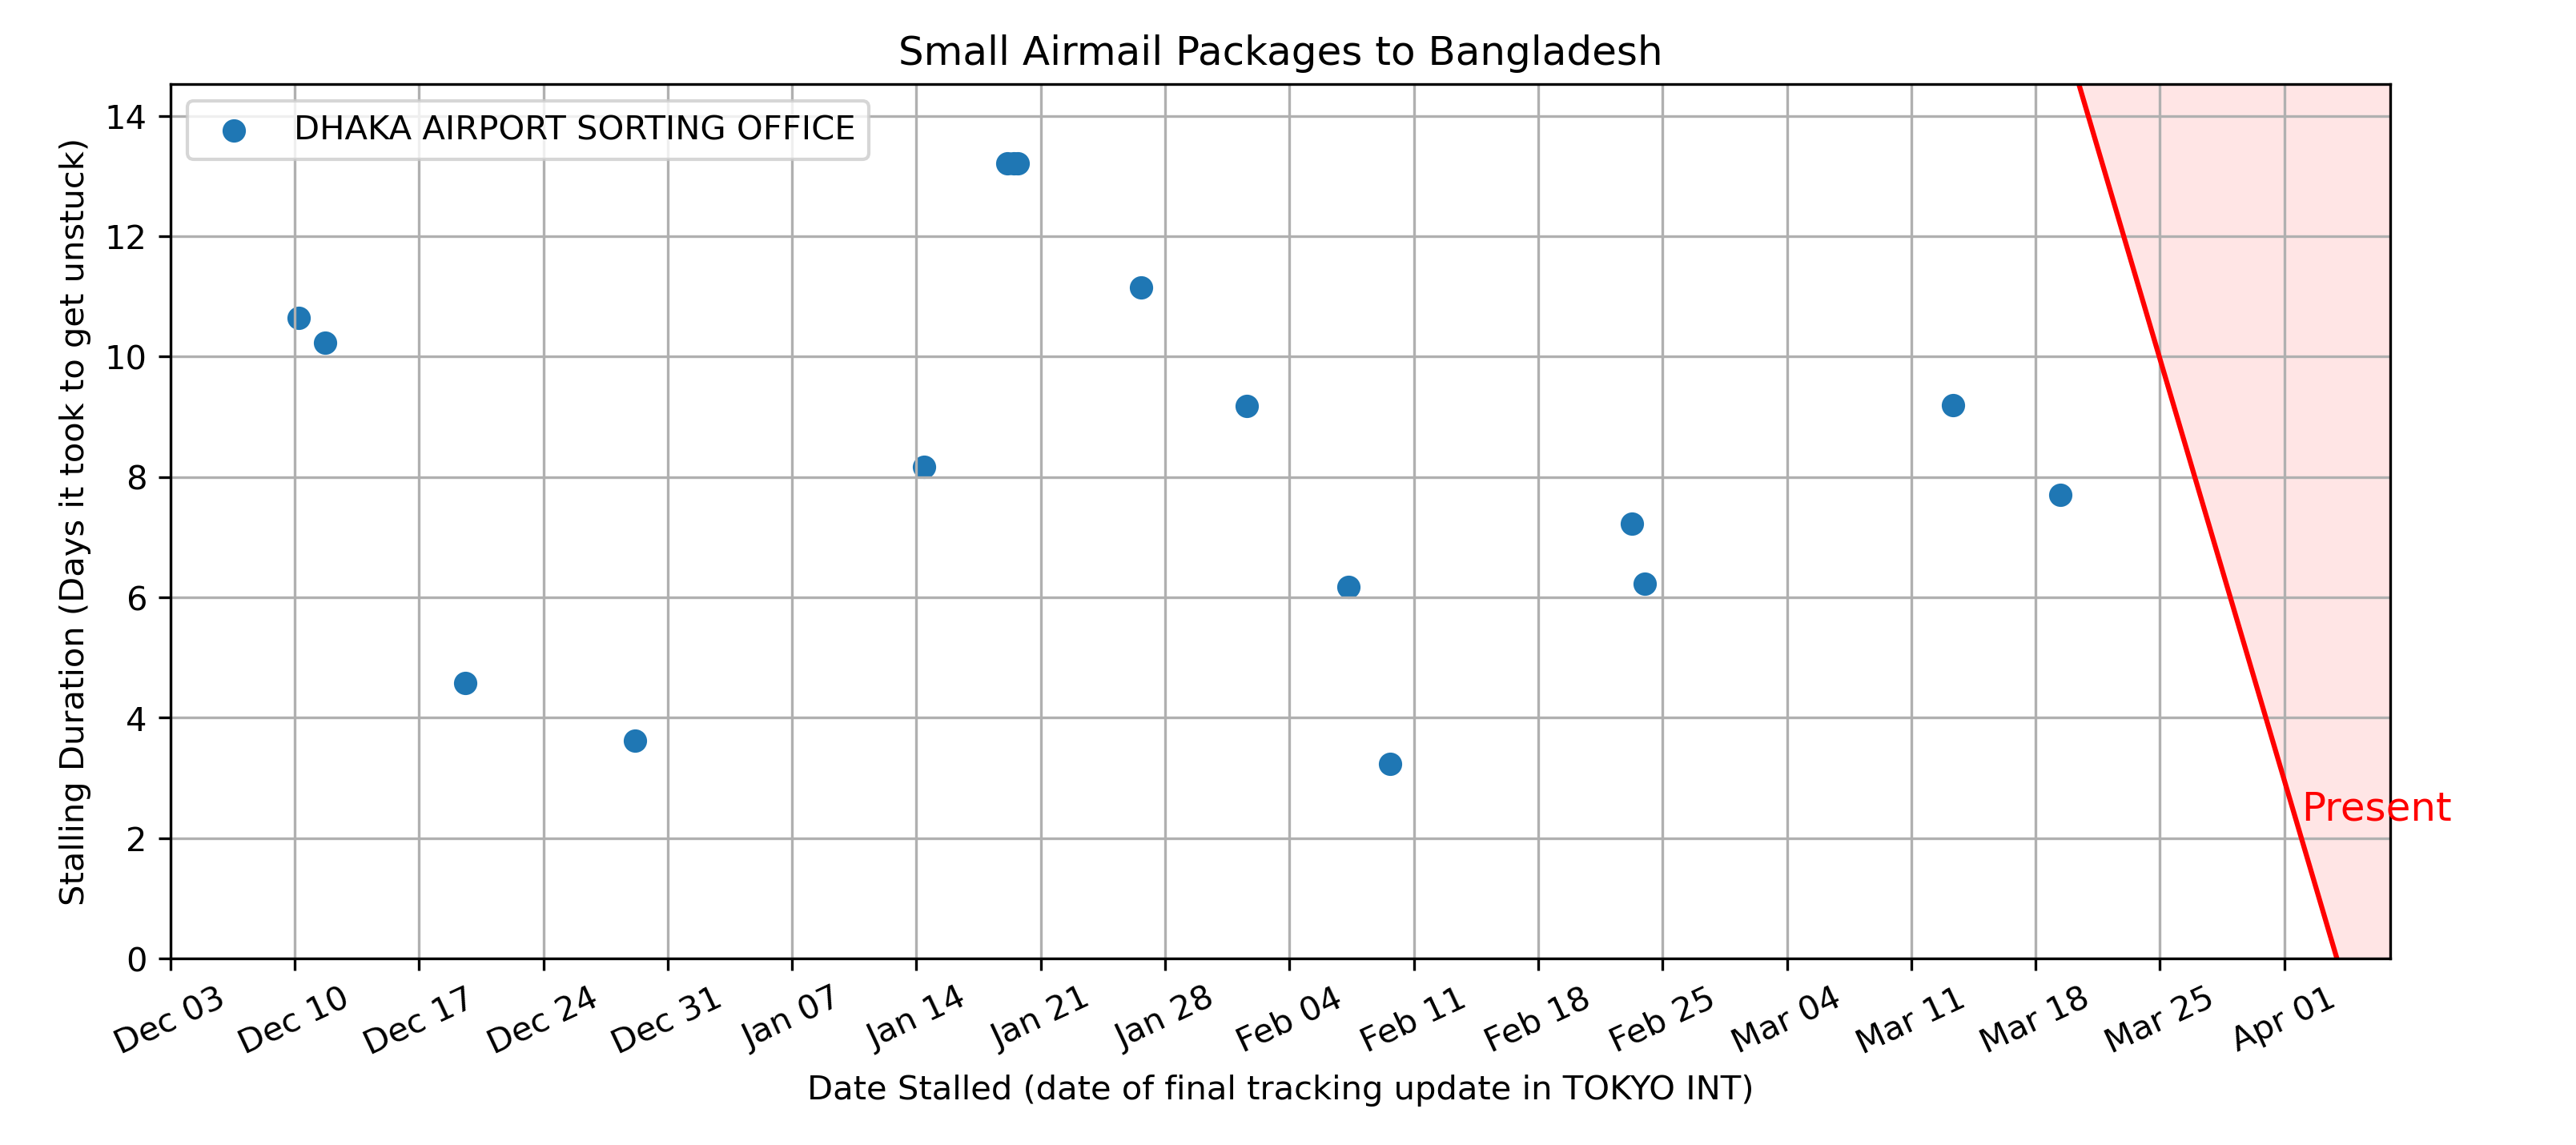 Small Airmail Packages to Bangladesh
DHAKA AIRPORT SORTING OFFICE
Stalling Duration (Days it took to get unstuck)
14
12
10
8
6
4
2
0
Present
Dec 03
Dec 10
Dec 17
Dec 24
Dec 31
Jan 07
Jan 14
Jan 21
Jan 28
Feb 04
Feb 11
Feb 18
Feb 25
Mar 04
Mar 11
Mar 18
Mar 25
Apr 01
Date Stalled (date of final tracking update in TOKYO INT)